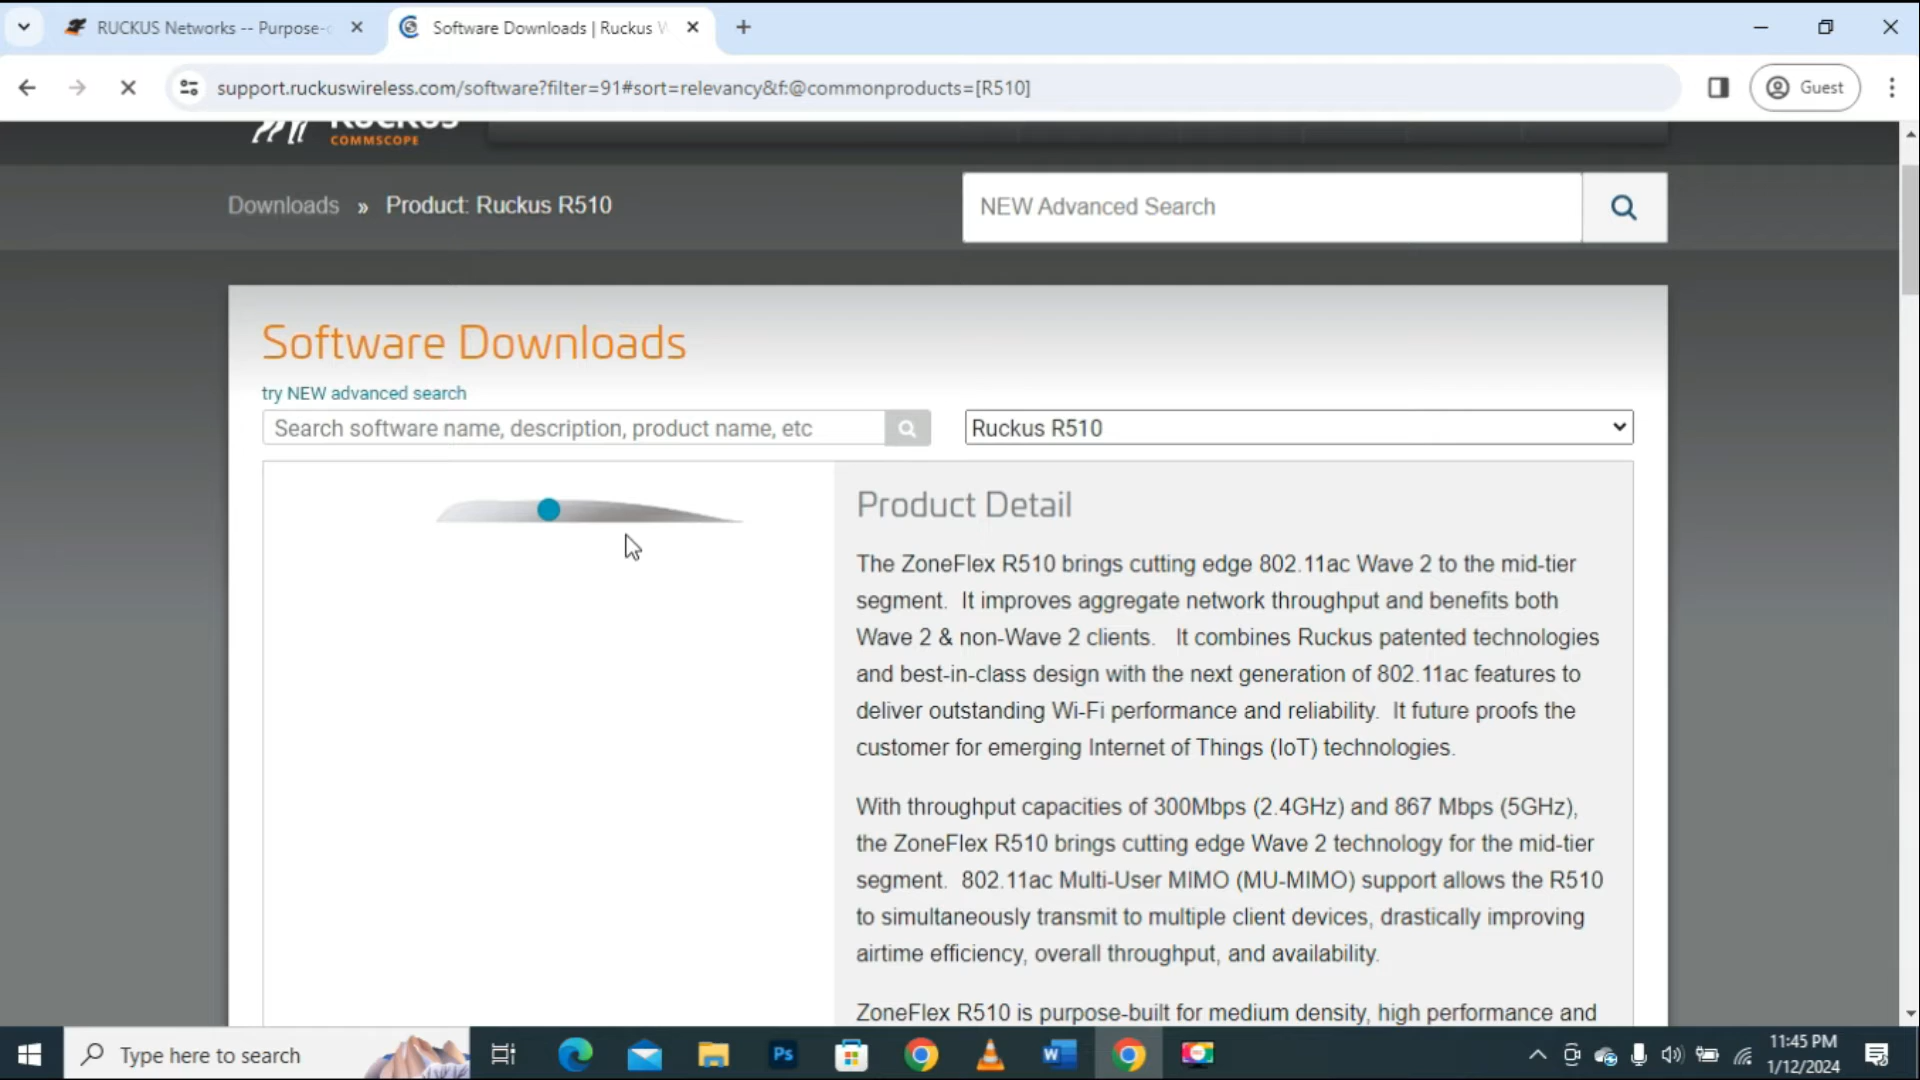 RUCKUS Networks -- Purpose-
Software Downloads | Ruckus W
support.ruckuswireless.com/software?filter=91#sort=relevancy&f:@commonproducts=[R510]
Guest
RUCKUS
COMMSCOPE
Downloads » Product: Ruckus R510
NEW Advanced Search
Software Downloads
try NEW advanced search
Search software name, description, product name, etc
Ruckus R510
Product Detail
The ZoneFlex R510 brings cutting edge 802.11ac Wave 2 to the mid-tier
segment. It improves aggregate network throughput and benefits both
Wave 2 & non-Wave 2 clients. It combines Ruckus patented technologies
and best-in-class design with the next generation of 802.11ac features to
deliver outstanding Wi-Fi performance and reliability. It future proofs the
customer for emerging Internet of Things (IoT) technologies.
With throughput capacities of 300Mbps (2.4GHz) and 867 Mbps (5GHz),
the ZoneFlex R510 brings cutting edge Wave 2 technology for the mid-tier
segment. 802.11ac Multi-User MIMO (MU-MIMO) support allows the R510
to simultaneously transmit to multiple client devices, drastically improving
airtime efficiency, overall throughput, and availability.
ZoneFlex R510 is purpose-built for medium density, high performance and
Type here to search
Ps
W
11:45 PM
1/12/2024